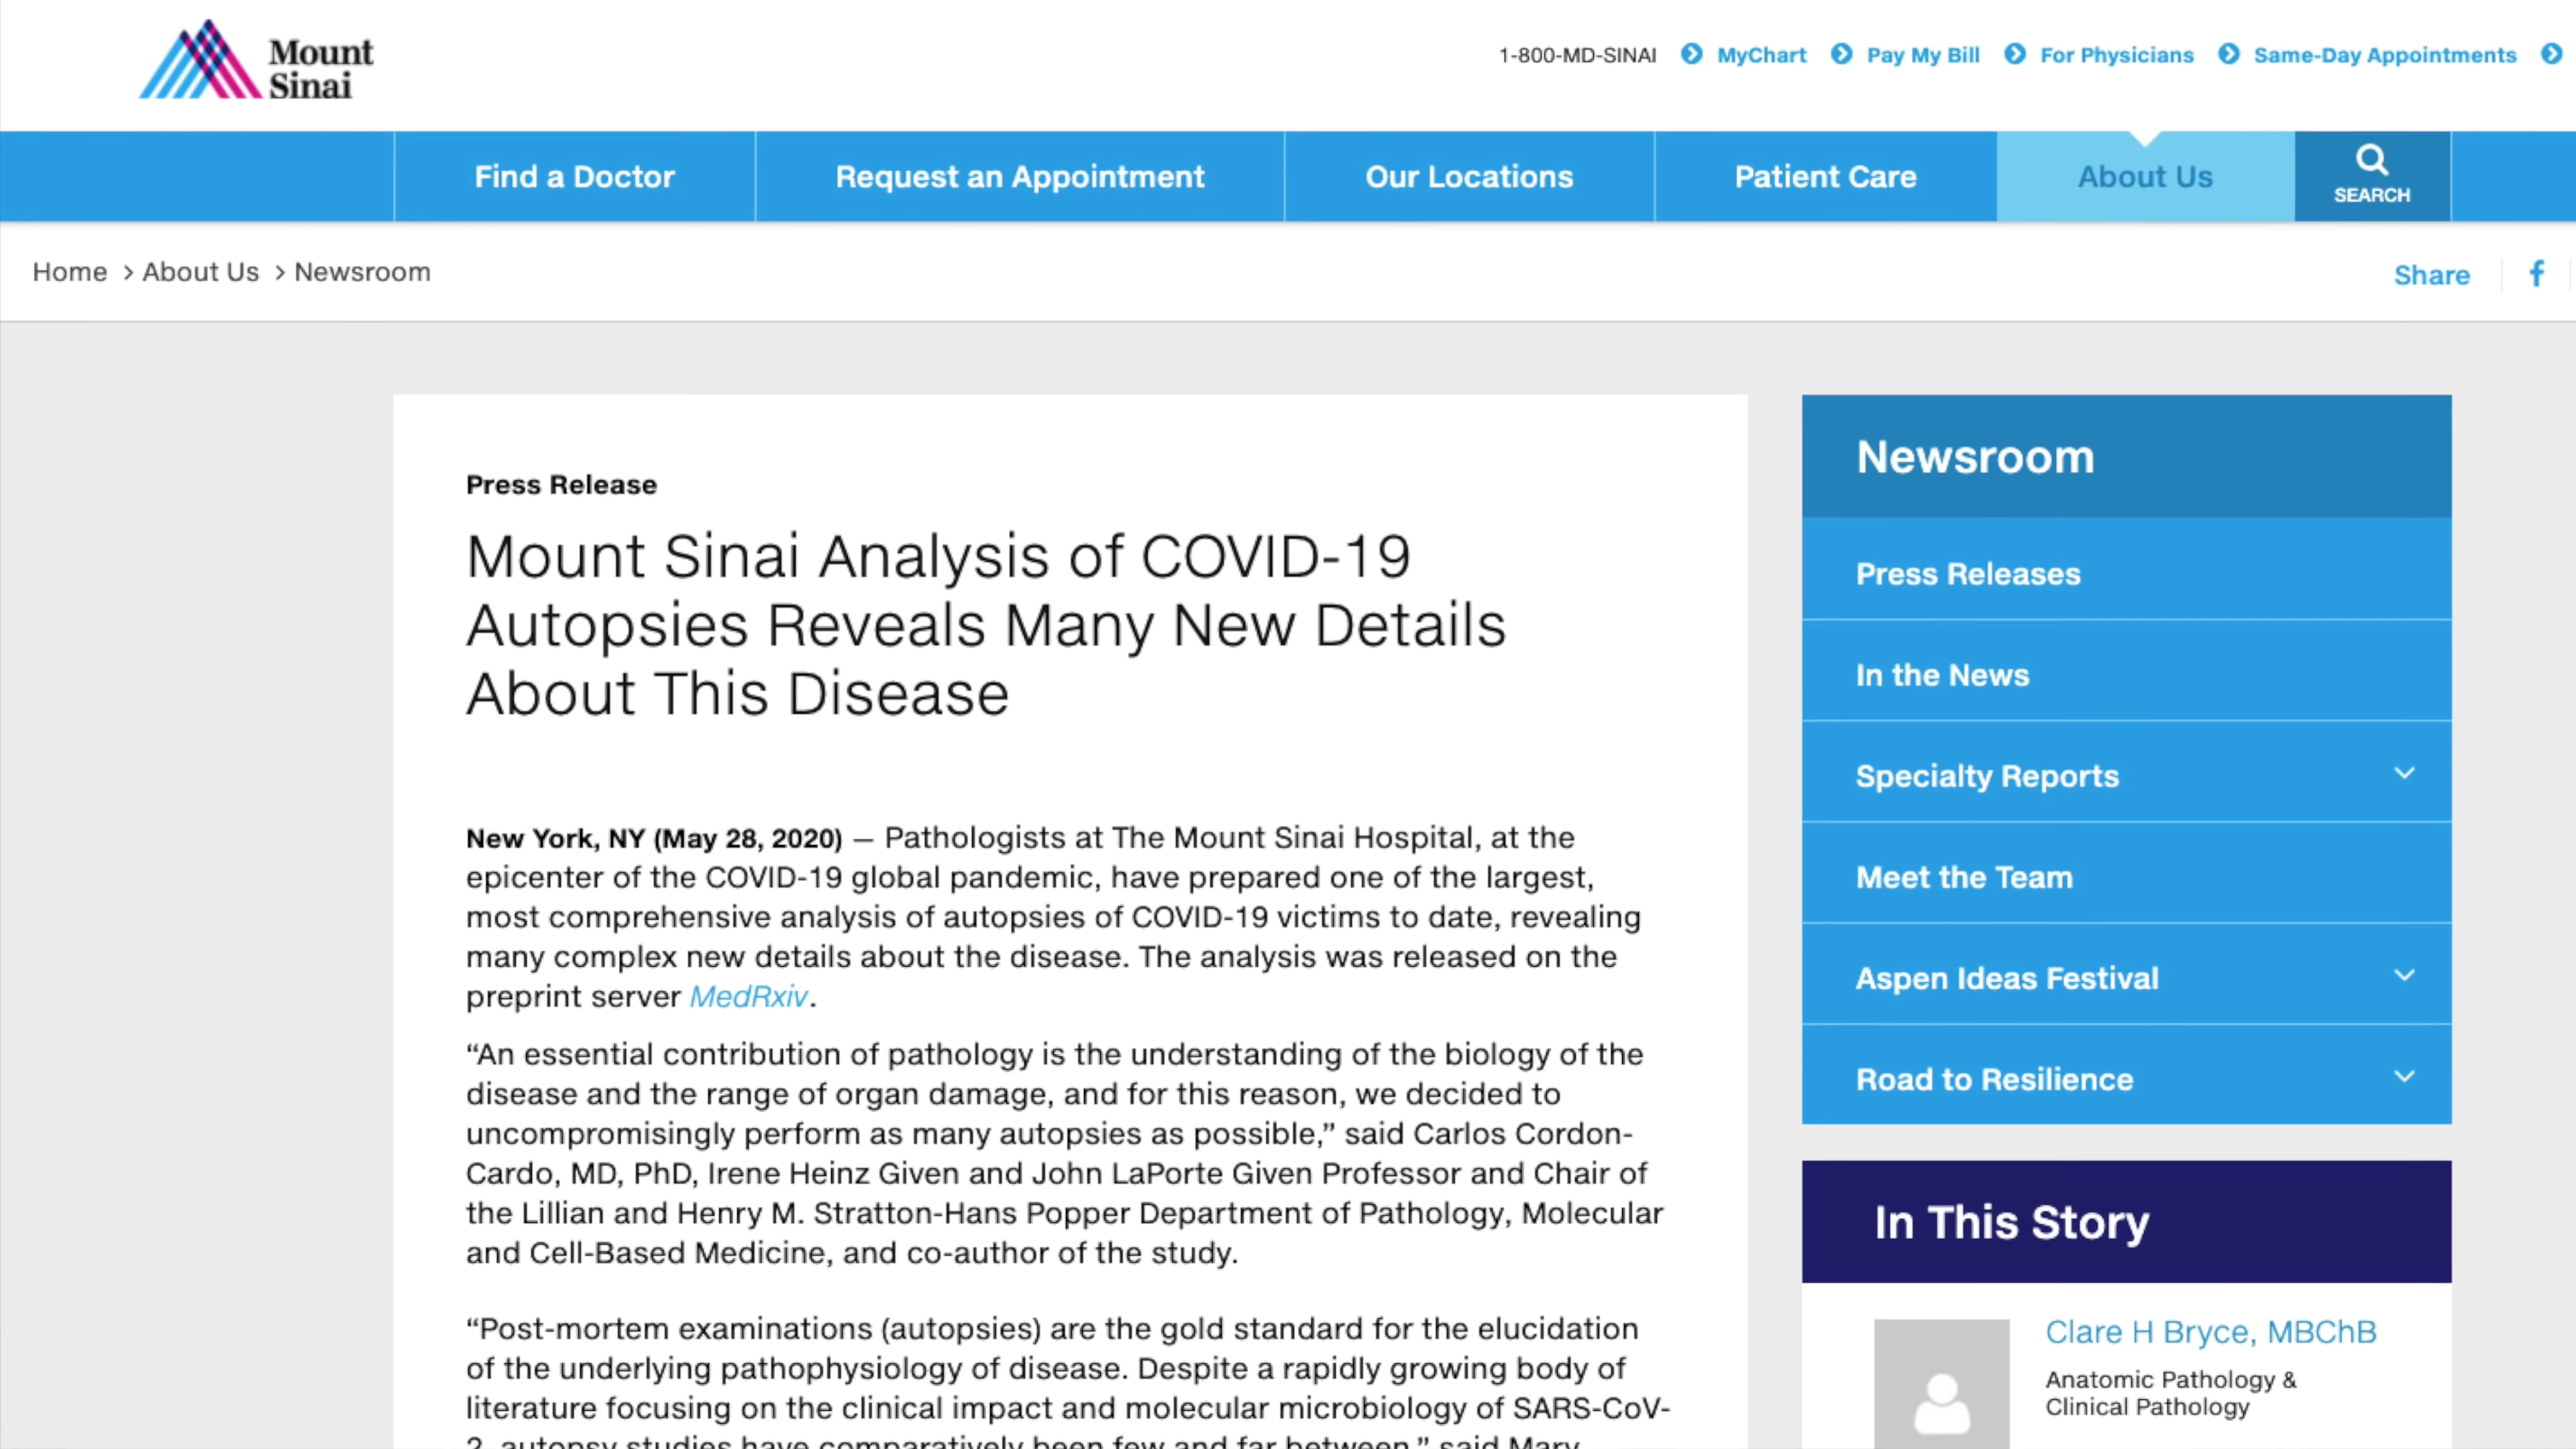 Mount
Sinai
1-800-MD-SINAI MyChart Pay My Bill For Physicians Same-Day Appointments
Find a Doctor Request an Appointment Our Locations Patient Care About Us SEARCH
Home > About Us > Newsroom
Share f
Press Release
Mount Sinai Analysis of COVID-19
Autopsies Reveals Many New Details
About This Disease
New York, NY (May 28, 2020) — Pathologists at The Mount Sinai Hospital, at the
epicenter of the COVID-19 global pandemic, have prepared one of the largest,
most comprehensive analysis of autopsies of COVID-19 victims to date, revealing
many complex new details about the disease. The analysis was released on the
preprint server MedRxiv.
“An essential contribution of pathology is the understanding of the biology of the
disease and the range of organ damage, and for this reason, we decided to
uncompromisingly perform as many autopsies as possible,” said Carlos Cordon-
Cardo, MD, PhD, Irene Heinz Given and John LaPorte Given Professor and Chair of
the Lillian and Henry M. Stratton-Hans Popper Department of Pathology, Molecular
and Cell-Based Medicine, and co-author of the study.
“Post-mortem examinations (autopsies) are the gold standard for the elucidation
of the underlying pathophysiology of disease. Despite a rapidly growing body of
literature focusing on the clinical impact and molecular microbiology of SARS-CoV-
2, autopsy studies have comparatively been few and far between,” said Mary
Newsroom
Press Releases
In the News
Specialty Reports
Meet the Team
Aspen Ideas Festival
Road to Resilience
In This Story
Clare H Bryce, MBChB
Anatomic Pathology &
Clinical Pathology